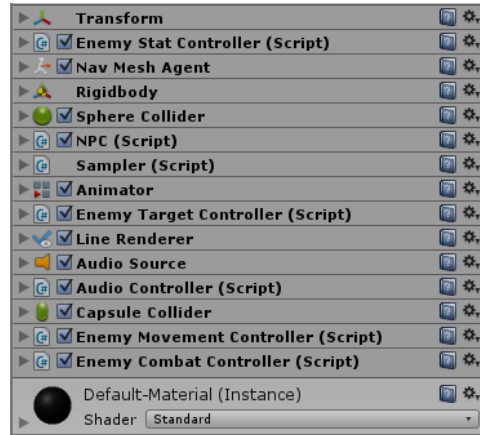 Transform
Enemy Stat Controller (Script)
Nav Mesh Agent
Rigidbody
Sphere Collider
NPC (Script)
Sampler (Script)
Animator
Enemy Target Controller (Script)
Line Renderer
Audio Source
Audio Controller (Script)
Capsule Collider
Enemy Movement Controller (Script)
Enemy Combat Controller (Script)
Default-Material (Instance)
Shader Standard